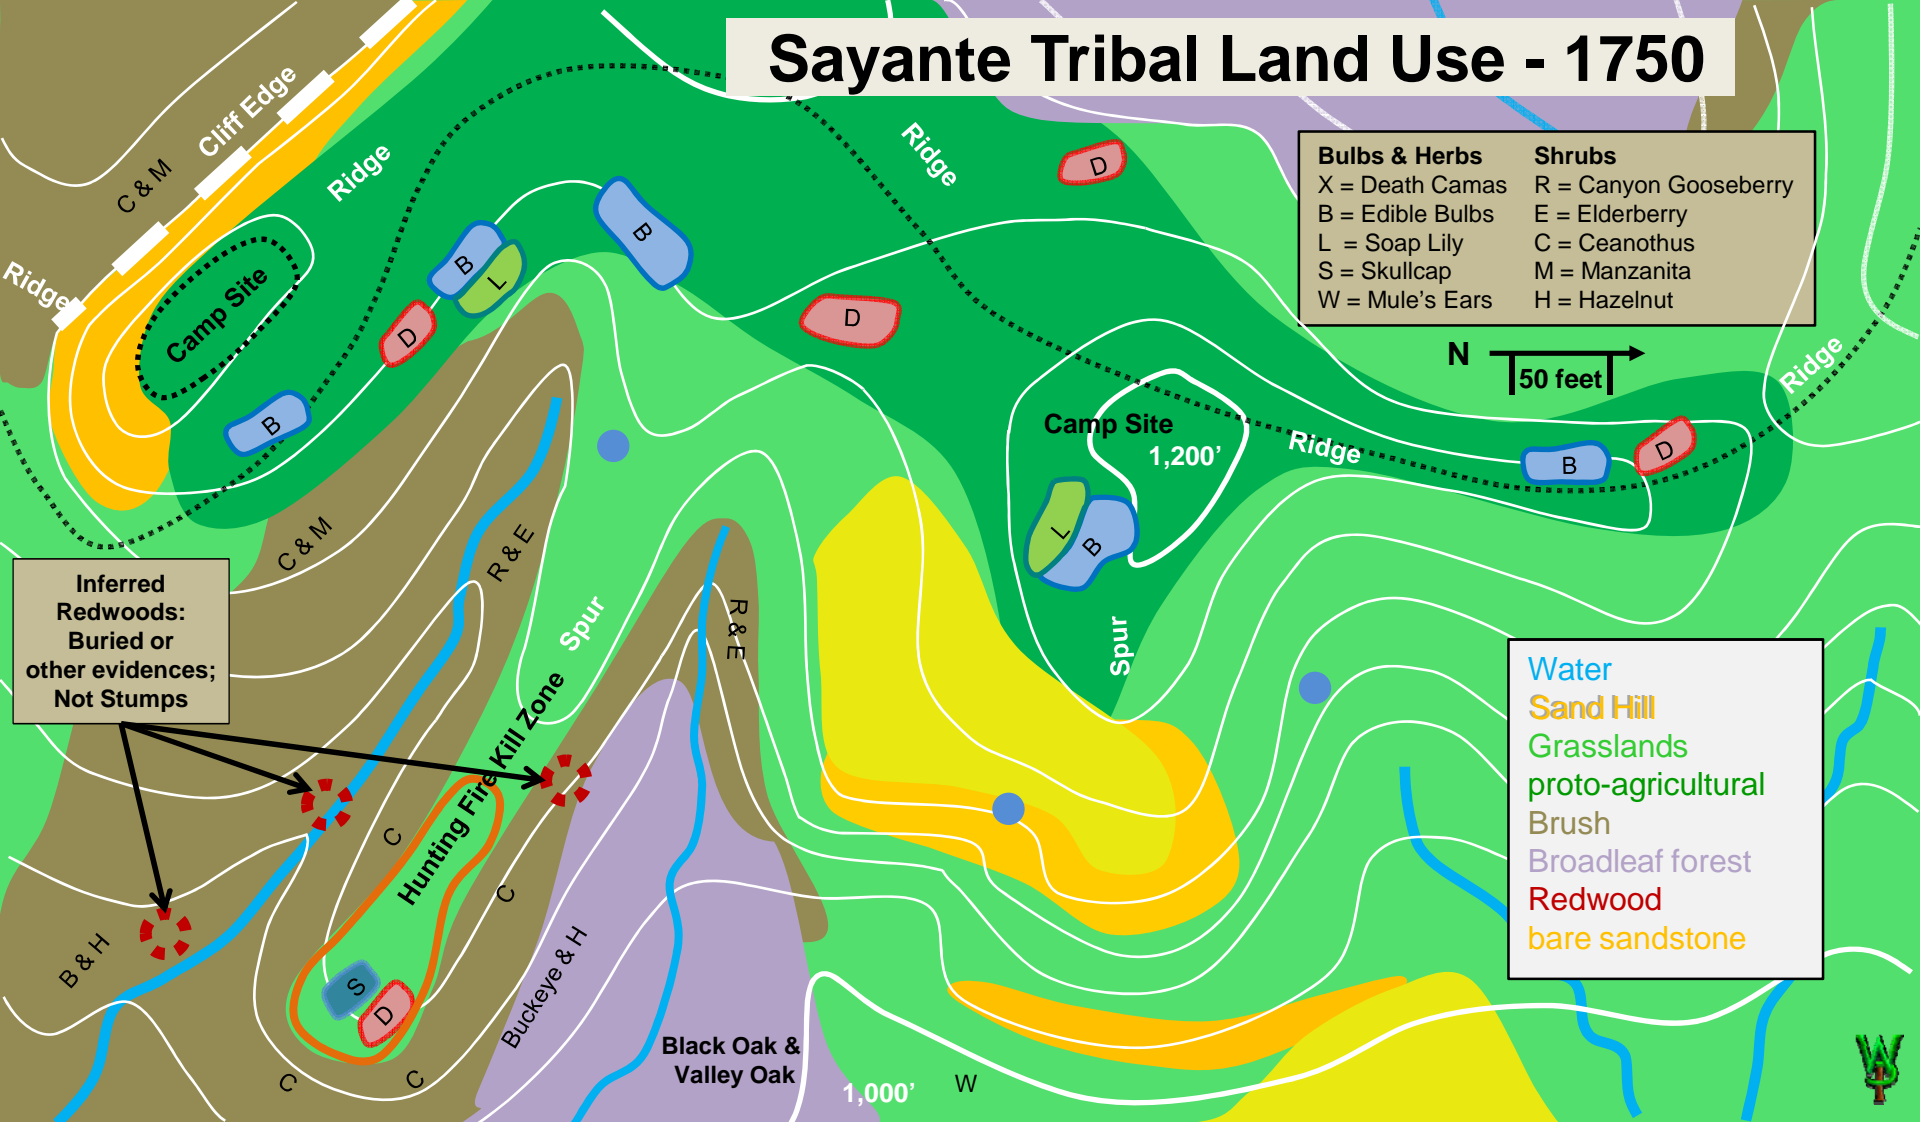 Sayante Tribal Land Use - 1750
Cliff Edge
C & M
Ridge
Ridge
Ridge
Camp Site
B
B
L
D
B
D
D
Bulbs & Herbs
X = Death Camas
B = Edible Bulbs
L = Soap Lily
S = Skullcap
W = Mule's Ears
Shrubs
R = Canyon Gooseberry
E = Elderberry
C = Ceanothus
M = Manzanita
H = Hazelnut
N
50 feet
Ridge
Camp Site
1,200'
Ridge
B
D
L
B
C & M
R & E
Spur
R & E
Spur
Inferred
Redwoods:
Buried or
other evidences;
Not Stumps
Hunting Fire Kill Zone
C
C
B & H
S
D
Buckeye & H
C
C
Black Oak &
Valley Oak
1,000'
W
Water
Sand Hill
Grasslands
proto-agricultural
Brush
Broadleaf forest
Redwood
bare sandstone